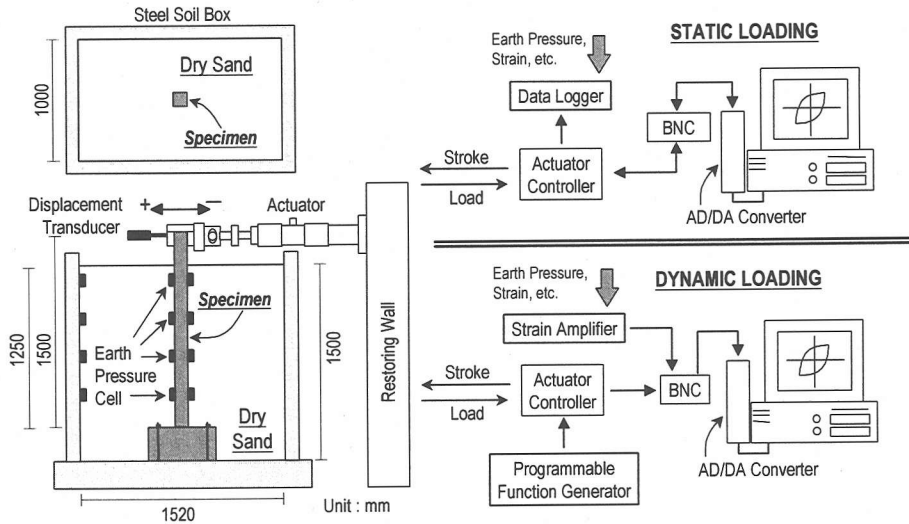 Steel Soil Box
Dry Sand
Specimen
1000
Displacement
Transducer
+
−
Actuator
Specimen
Earth
Pressure
Cell
Dry
Sand
1250
1500
1500
1520
Unit : mm
Restoring Wall
STATIC LOADING
Earth Pressure,
Strain, etc.
Data Logger
BNC
Stroke
Load
Actuator
Controller
AD/DA Converter
DYNAMIC LOADING
Earth Pressure,
Strain, etc.
Strain Amplifier
BNC
Stroke
Load
Actuator
Controller
AD/DA Converter
Programmable
Function Generator